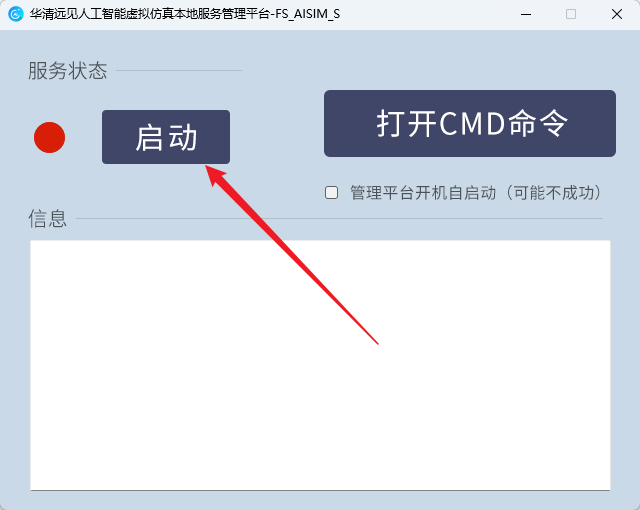 华清远见人工智能虚拟仿真本地服务管理平台-FS_AISIM_S
服务状态
启动
打开CMD命令
管理平台开机自启动（可能不成功）
信息